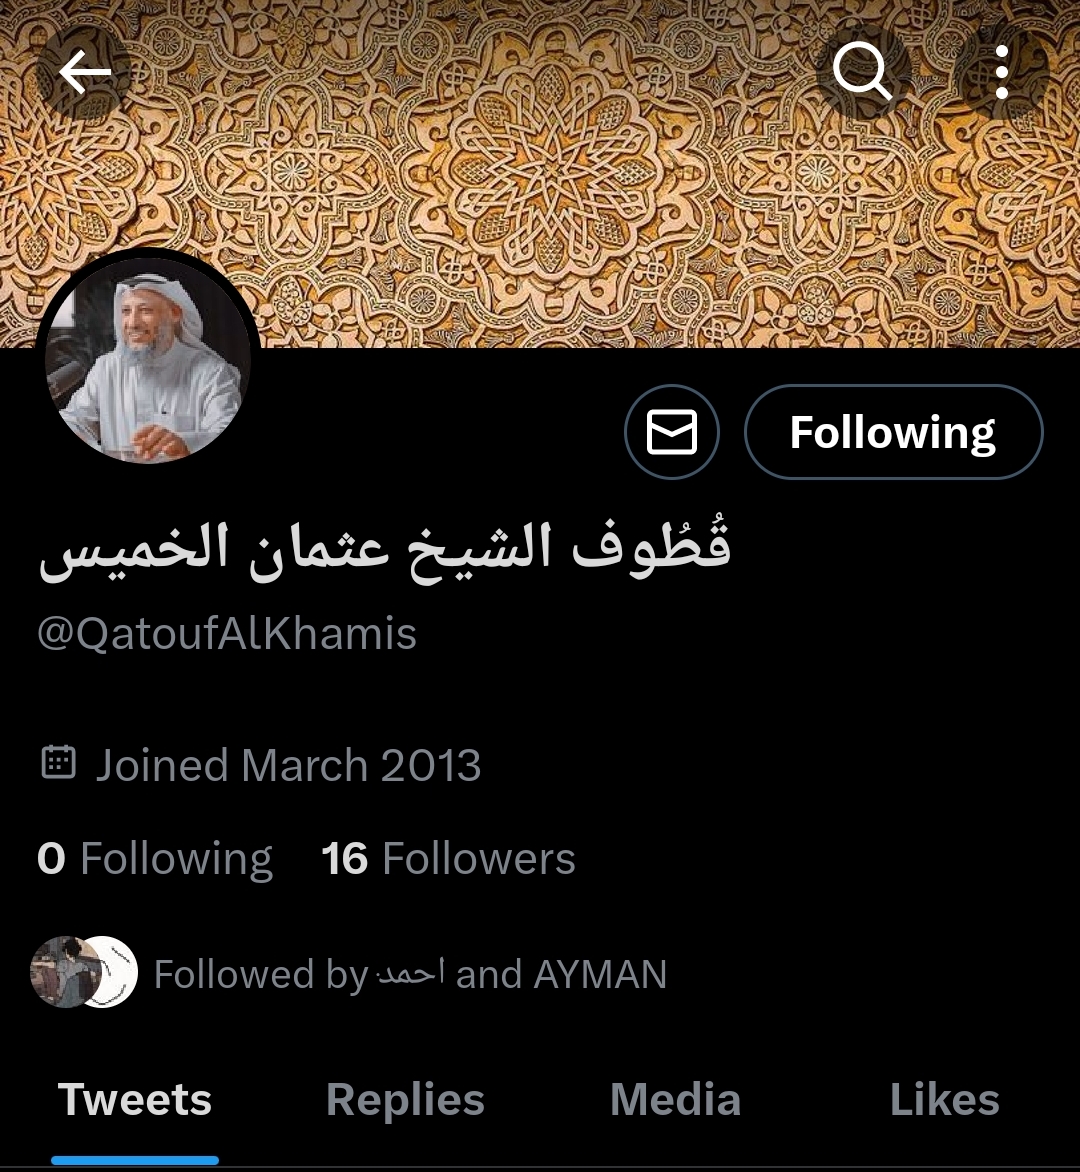 Following
قُطُوف الشيخ عثمان الخميس
@QatoufAlKhamis
Joined March 2013
0 Following 16 Followers
Followed by احمد and AYMAN
Tweets Replies Media Likes